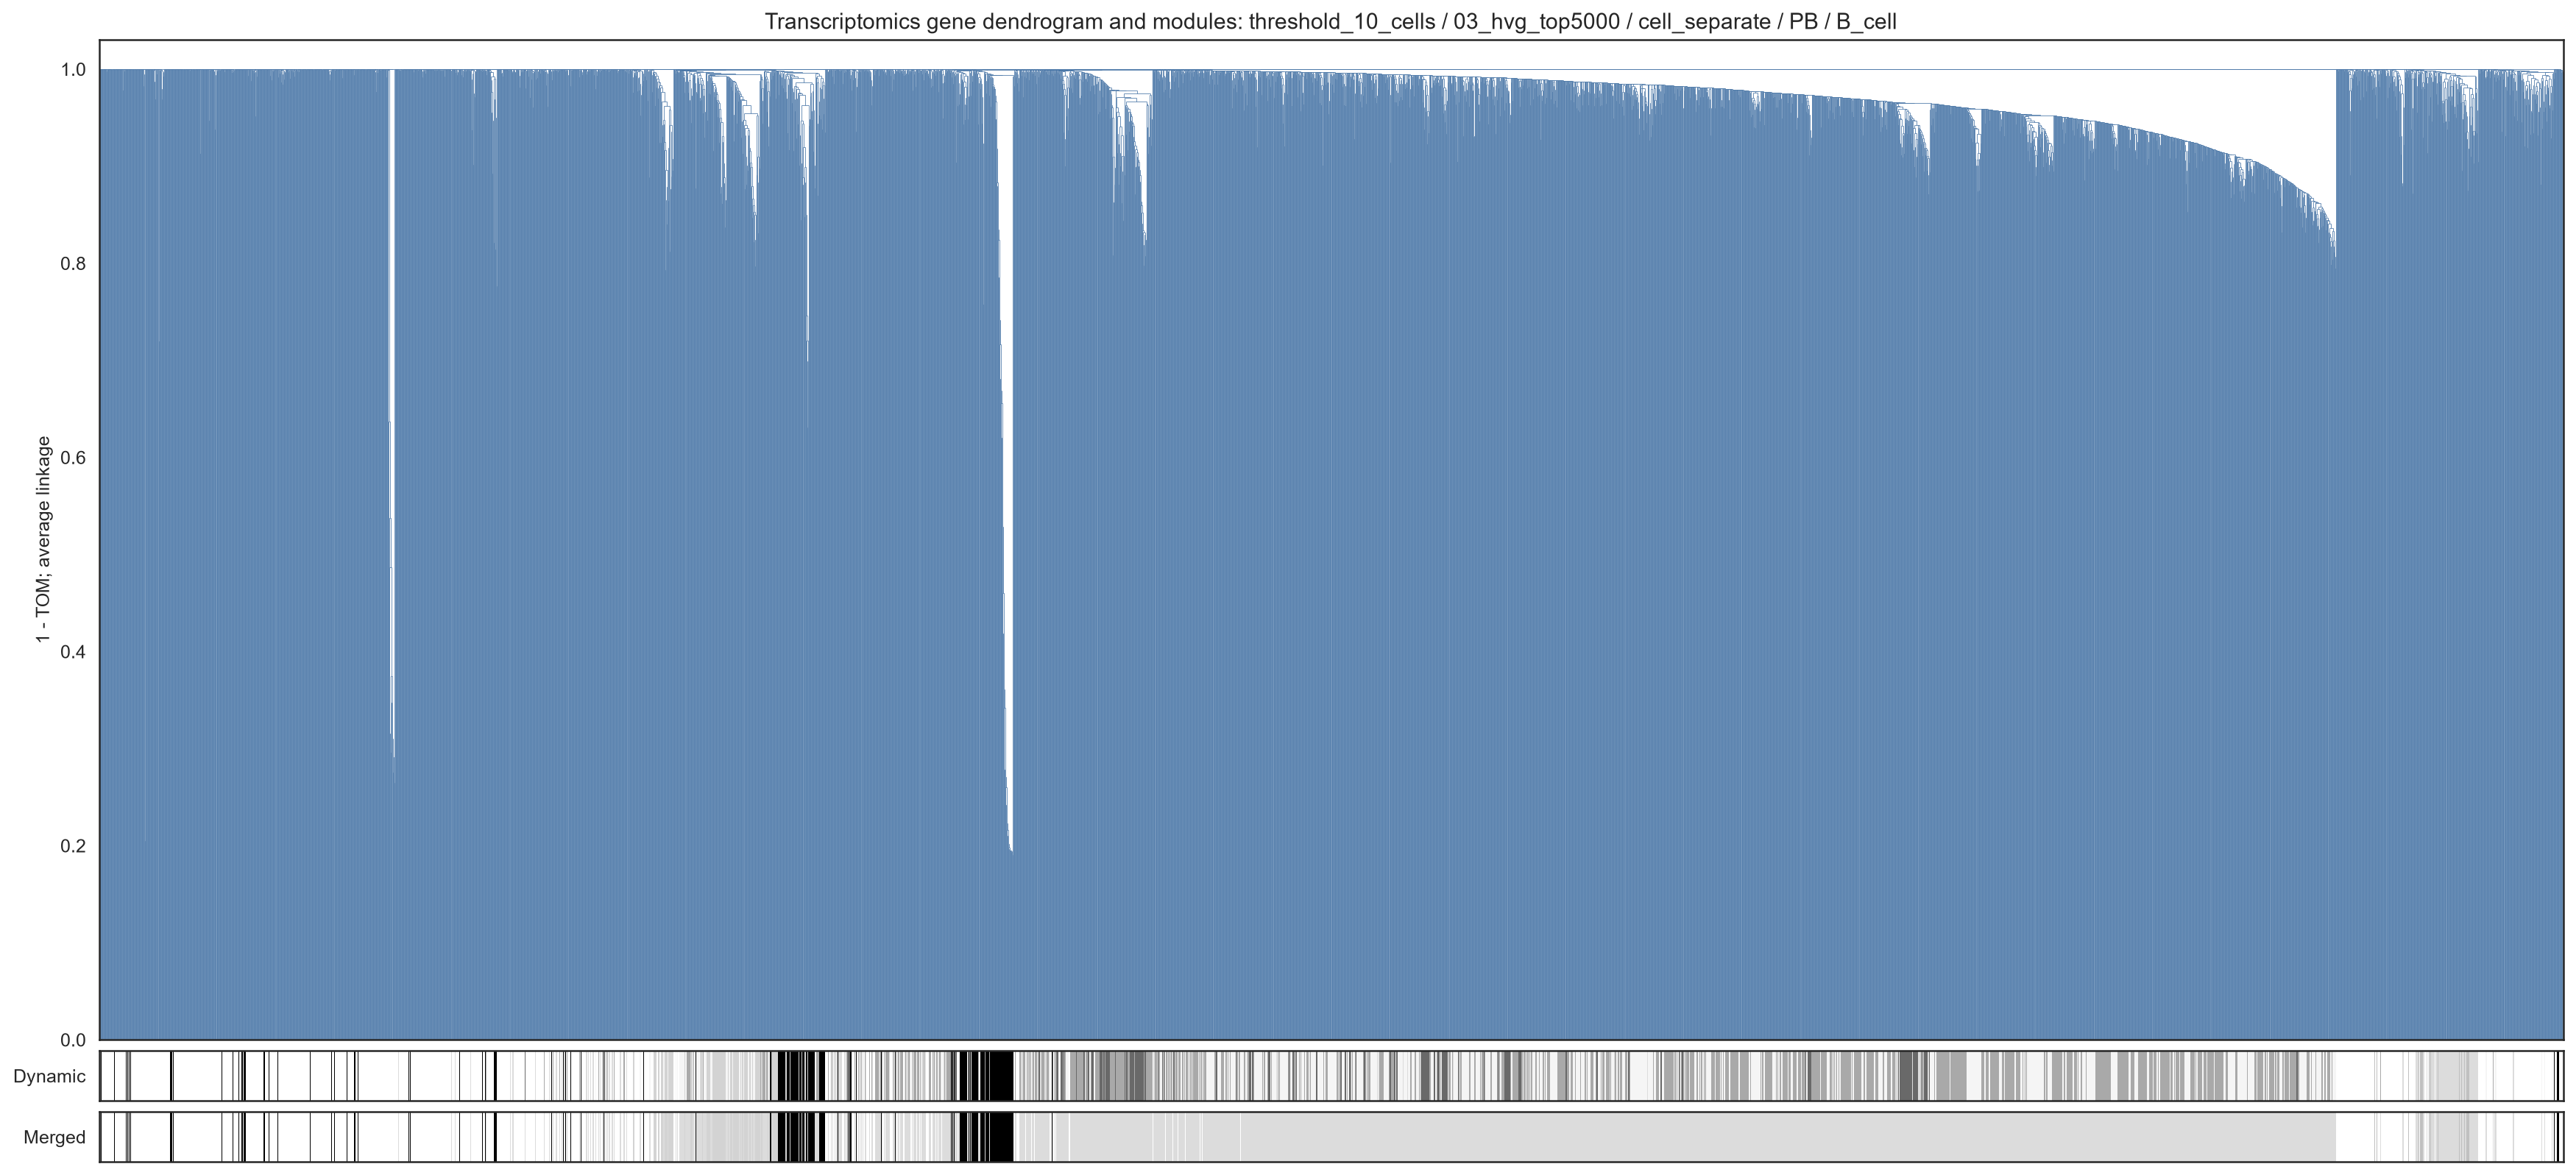 Transcriptomics gene dendrogram and modules: threshold_10_cells / 03_hvg_top5000 / cell_separate / PB / B_cell
1.0
0.8
0.6
0.4
0.2
0.0
1 - TOM; average linkage
Dynamic
Merged